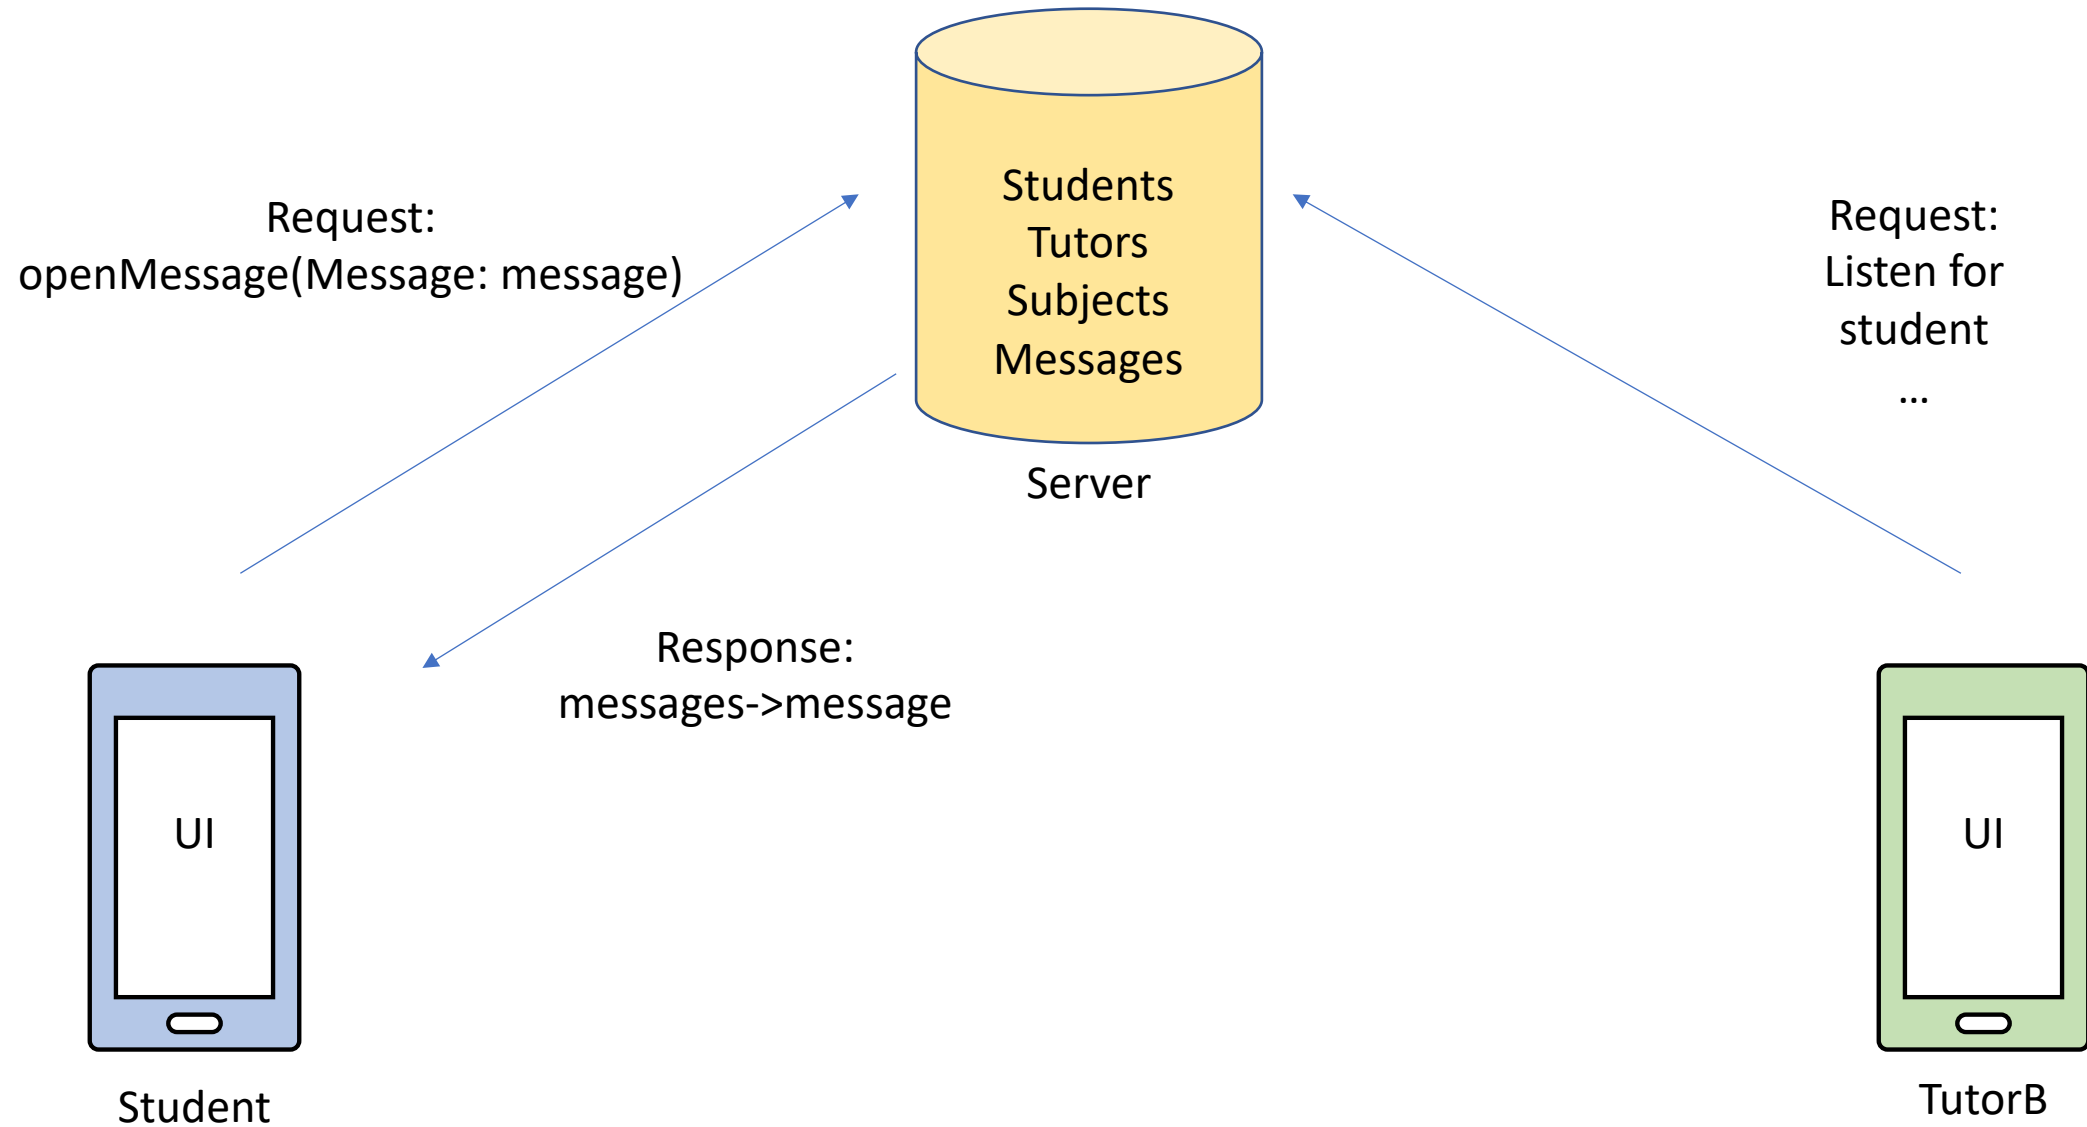 Students
Tutors
Subjects
Messages
Server
Request:
openMessage(Message: message)
Request:
Listen for
student
…
Response:
messages->message
UI
Student
UI
TutorB